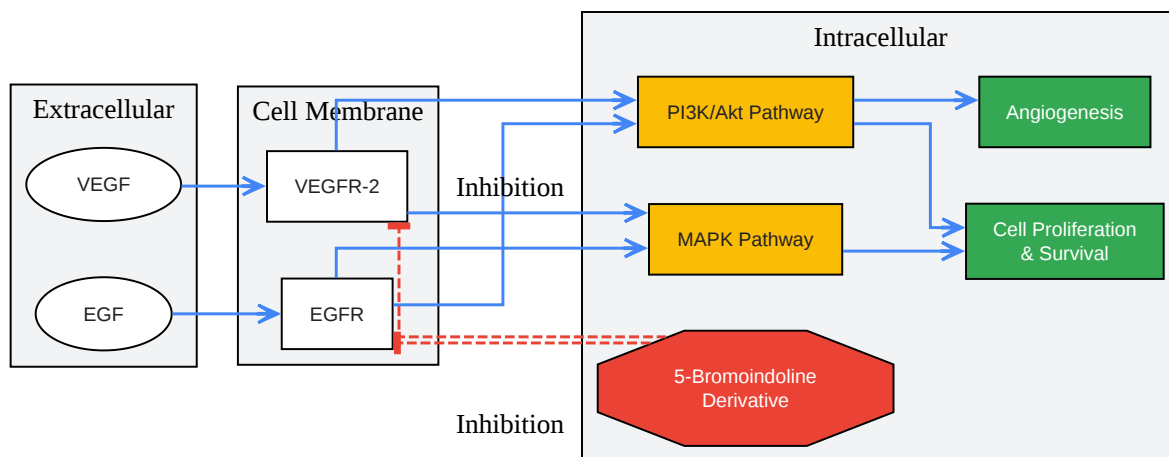 Extracellular
VEGF
EGF
Cell Membrane
VEGFR-2
EGFR
Inhibition
Inhibition
Intracellular
PI3K/Akt Pathway
MAPK Pathway
5-Bromoindoline
Derivative
Angiogenesis
Cell Proliferation
& Survival